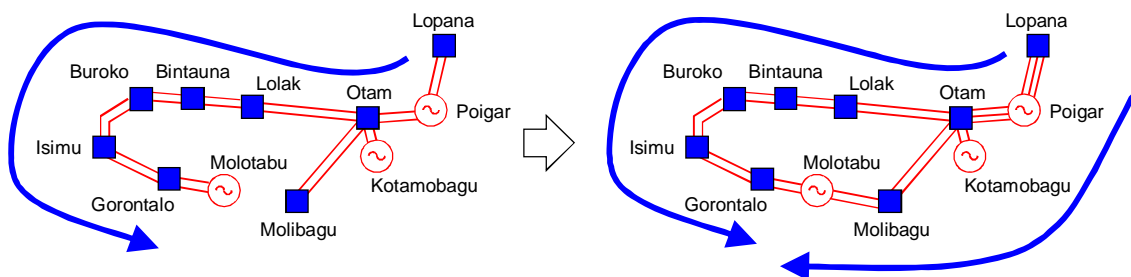 Lopana
Buroko
Bintauna
Lolak
Otam
Poigar
Isimu
Molotabu
Kotamobagu
Gorontalo
Molibagu
Lopana
Buroko
Bintauna
Lolak
Otam
Poigar
Isimu
Molotabu
Kotamobagu
Gorontalo
Molibagu